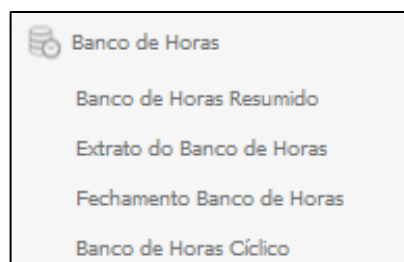 Banco de Horas
Banco de Horas Resumido
Extrato do Banco de Horas
Fechamento Banco de Horas
Banco de Horas Cíclico